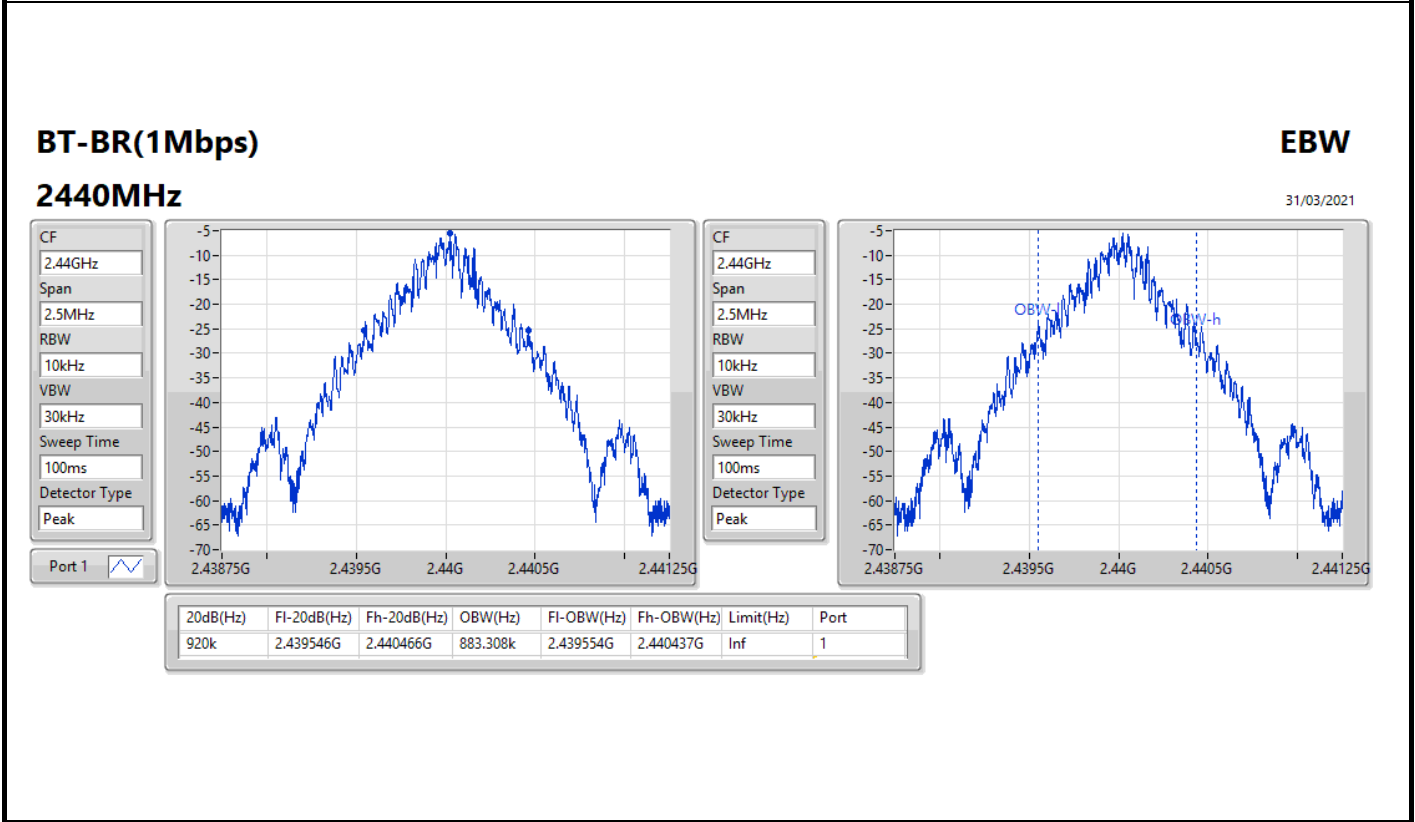 BT-BR(1Mbps)
EBW
2440MHz
31/03/2021
CF
2.44GHz
Span
2.5MHz
RBW
10kHz
VBW
30kHz
Sweep Time
100ms
Detector Type
Peak
Port 1
-5
-10
-15
-20
-25
-30
-35
-40
-45
-50
-55
-60
-65
-70
2.43875G 2.4395G 2.44G 2.4405G 2.44125G
CF
2.44GHz
Span
2.5MHz
RBW
10kHz
VBW
30kHz
Sweep Time
100ms
Detector Type
Peak
-5
-10
-15
-20
-25
-30
-35
-40
-45
-50
-55
-60
-65
-70
OBW-l
OBW-h
2.43875G 2.4395G 2.44G 2.4405G 2.44125G
20dB(Hz) Fl-20dB(Hz) Fh-20dB(Hz) OBW(Hz) Fl-OBW(Hz) Fh-OBW(Hz) Limit(Hz) Port
920k 2.439546G 2.440466G 883.308k 2.439554G 2.440437G Inf 1